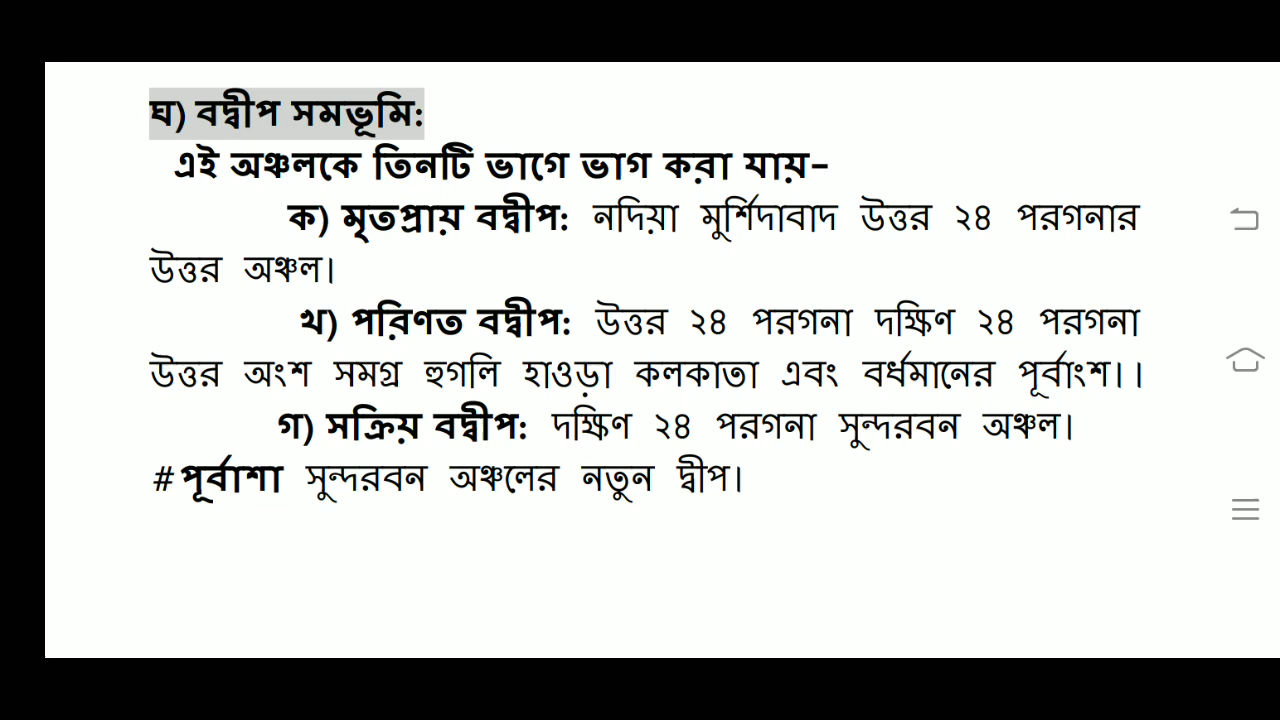 ঘ) বদ্বীপ সমভূমি:
এই অঞ্চলকে তিনটি ভাগে ভাগ করা যায়–
ক) মৃতপ্রায় বদ্বীপ: নদিয়া মুর্শিদাবাদ উত্তর ২৪ পরগনার
উত্তর অঞ্চল।
খ) পরিণত বদ্বীপ: উত্তর ২৪ পরগনা দক্ষিণ ২৪ পরগনা
উত্তর অংশ সমগ্র হুগলি হাওড়া কলকাতা এবং বর্ধমানের পূর্বাংশ।।
গ) সক্রিয় বদ্বীপ: দক্ষিণ ২৪ পরগনা সুন্দরবন অঞ্চল।
#পূর্বাশা সুন্দরবন অঞ্চলের নতুন দ্বীপ।